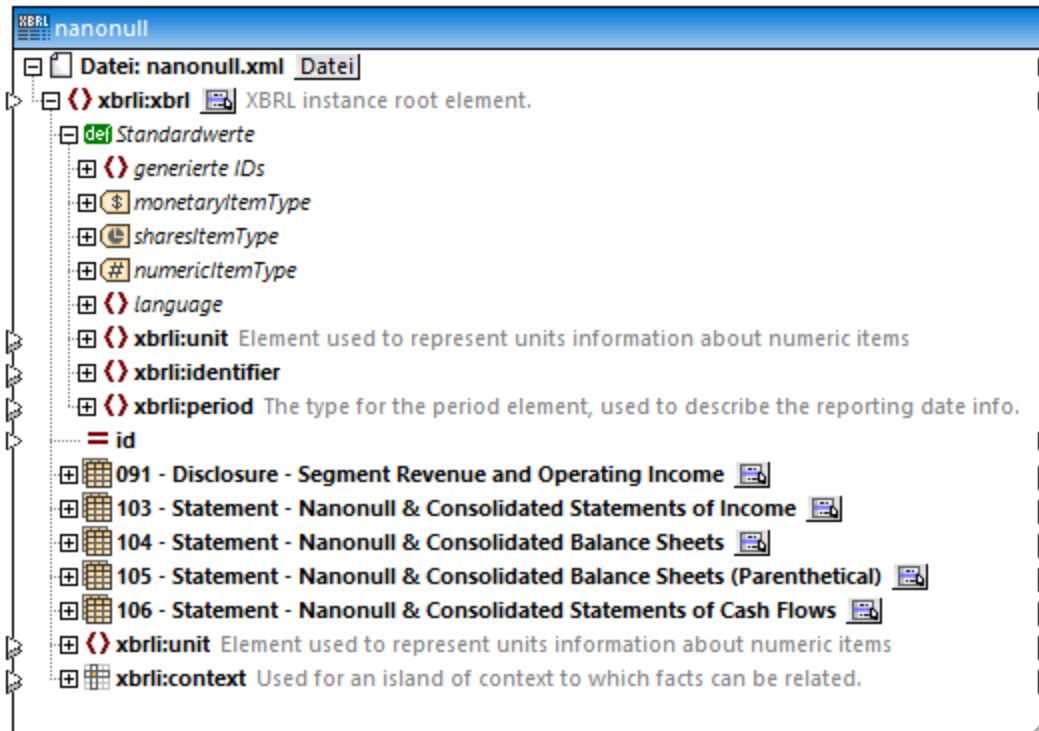 XBRL nanonull
Datei: nanonull.xml Datei
xbrli:xbrl XBRL instance root element.
def Standardwerte
generierte IDs
$ monetaryItemType
sharesItemType
# numericItemType
language
xbrli:unit Element used to represent units information about numeric items
xbrli:identifier
xbrli:period The type for the period element, used to describe the reporting date info.
= id
091 - Disclosure - Segment Revenue and Operating Income
103 - Statement - Nanonull & Consolidated Statements of Income
104 - Statement - Nanonull & Consolidated Balance Sheets
105 - Statement - Nanonull & Consolidated Balance Sheets (Parenthetical)
106 - Statement - Nanonull & Consolidated Statements of Cash Flows
xbrli:unit Element used to represent units information about numeric items
xbrli:context Used for an island of context to which facts can be related.